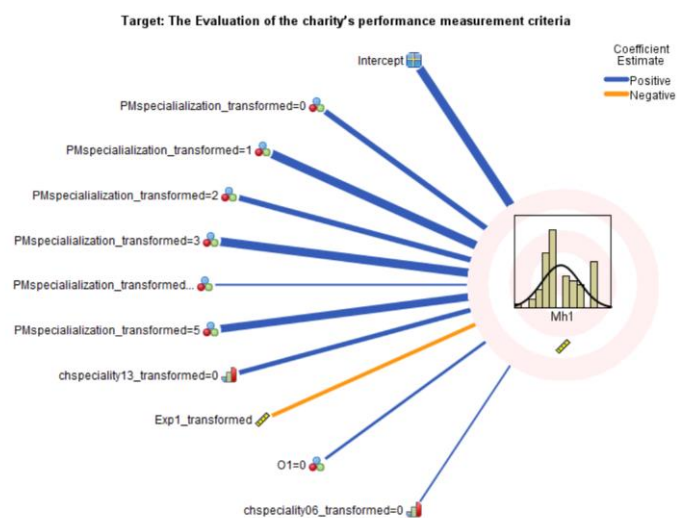 Target: The Evaluation of the charity's performance measurement criteria
Coefficient
Estimate
Positive
Negative
Intercept
PMspecialialization_transformed=0
PMspecialialization_transformed=1
PMspecialialization_transformed=2
PMspecialialization_transformed=3
PMspecialialization_transformed...
PMspecialialization_transformed=5
chspeciality13_transformed=0
Exp1_transformed
O1=0
chspeciality06_transformed=0
Mh1